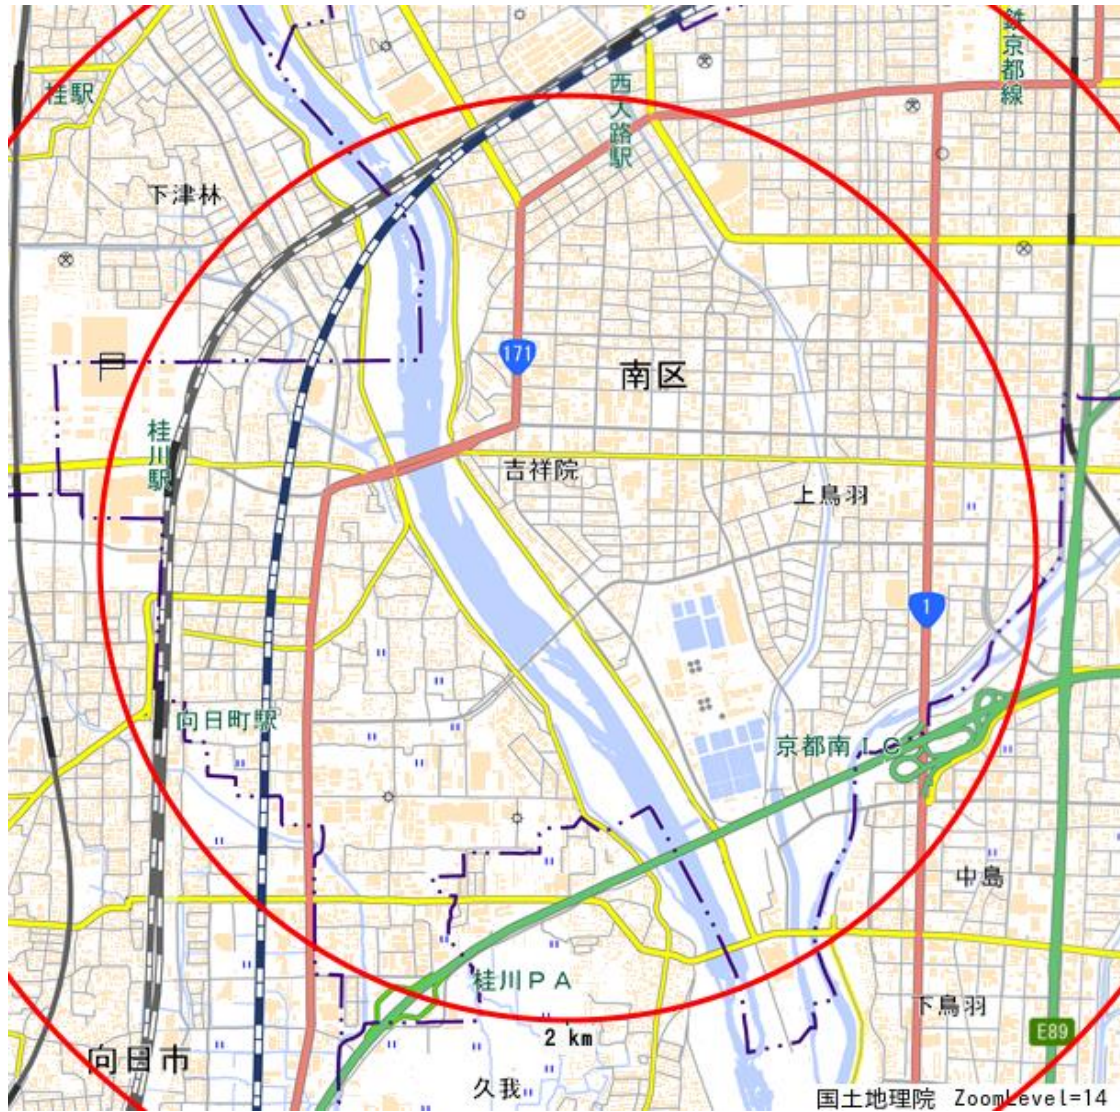 鉄京都線
西大路駅
桂駅
下津林
171
南区
桂川駅
吉祥院
上鳥羽
1
向日町駅
京都南IC
中島
桂川PA
下鳥羽
2 km
E89
向日市
久我
国土地理院 ZoomLevel=14